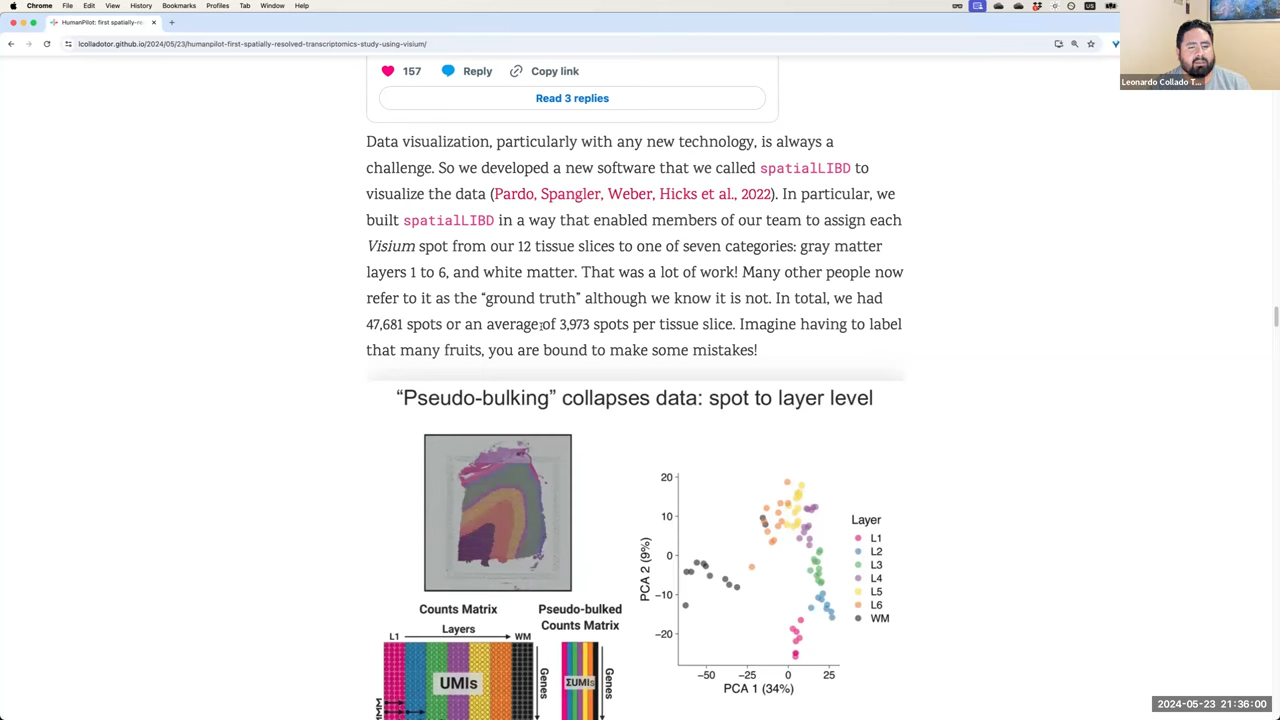 Chrome File Edit View History Bookmarks Profiles Tab Window Help
HumanPilot: first spatially-re
lcolladotor.github.io/2024/05/23/humanpilot-first-spatially-resolved-transcriptomics-study-using-visium/
Leonardo Collado T...
157 Reply Copy link
Read 3 replies
Data visualization, particularly with any new technology, is always a
challenge. So we developed a new software that we called spatialLIBD to
visualize the data (Pardo, Spangler, Weber, Hicks et al., 2022). In particular, we
built spatialLIBD in a way that enabled members of our team to assign each
Visium spot from our 12 tissue slices to one of seven categories: gray matter
layers 1 to 6, and white matter. That was a lot of work! Many other people now
refer to it as the “ground truth” although we know it is not. In total, we had
47,681 spots or an average of 3,973 spots per tissue slice. Imagine having to label
that many fruits, you are bound to make some mistakes!
“Pseudo-bulking” collapses data: spot to layer level
Counts Matrix
L1 Layers WM
UMIs
Genes
Pseudo-bulked
Counts Matrix
ΣUMIs
Genes
20
10
0
−10
−20
PCA 2 (9%)
−50 −25 0 25
PCA 1 (34%)
Layer
L1
L2
L3
L4
L5
L6
WM
2024-05-23 21:36:00